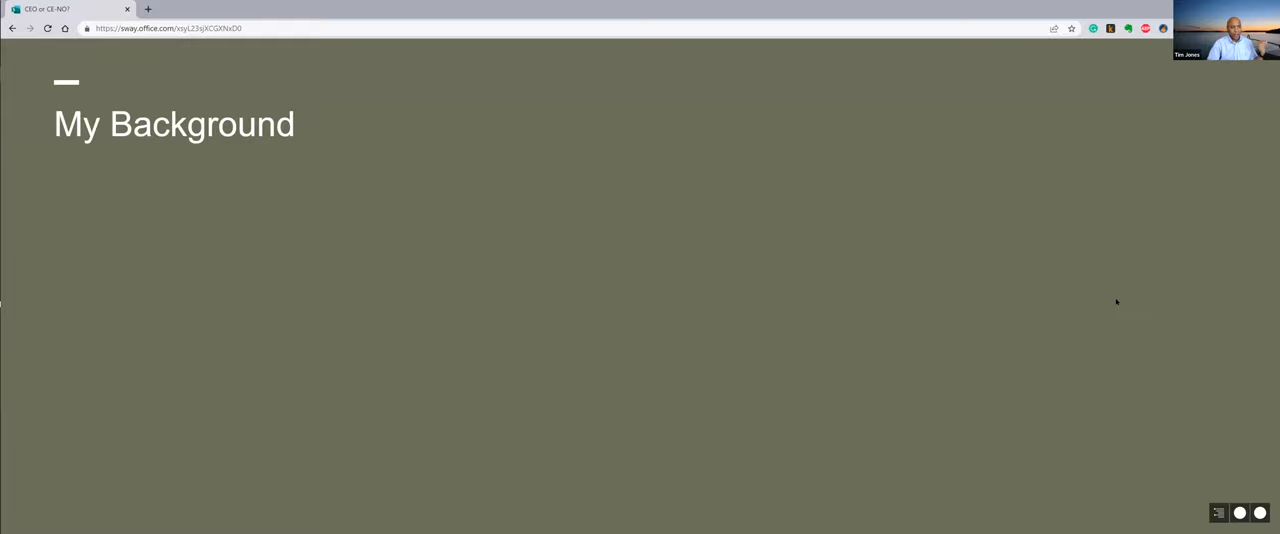 CEO or CE-NO?
https://sway.office.com/xsyL23sjXCGXNxD0
Tim Jones
My Background